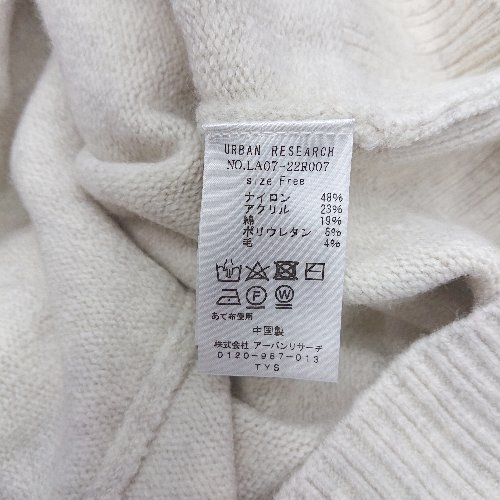 URBAN RESEARCH
NO.LA07-22R007
size Free
ナイロン 48%
アクリル 23%
綿 19%
ポリウレタン 6%
毛 4%
F W
あて布使用
中国製
株式会社 アーバンリサーチ
0120-987-013
TYS